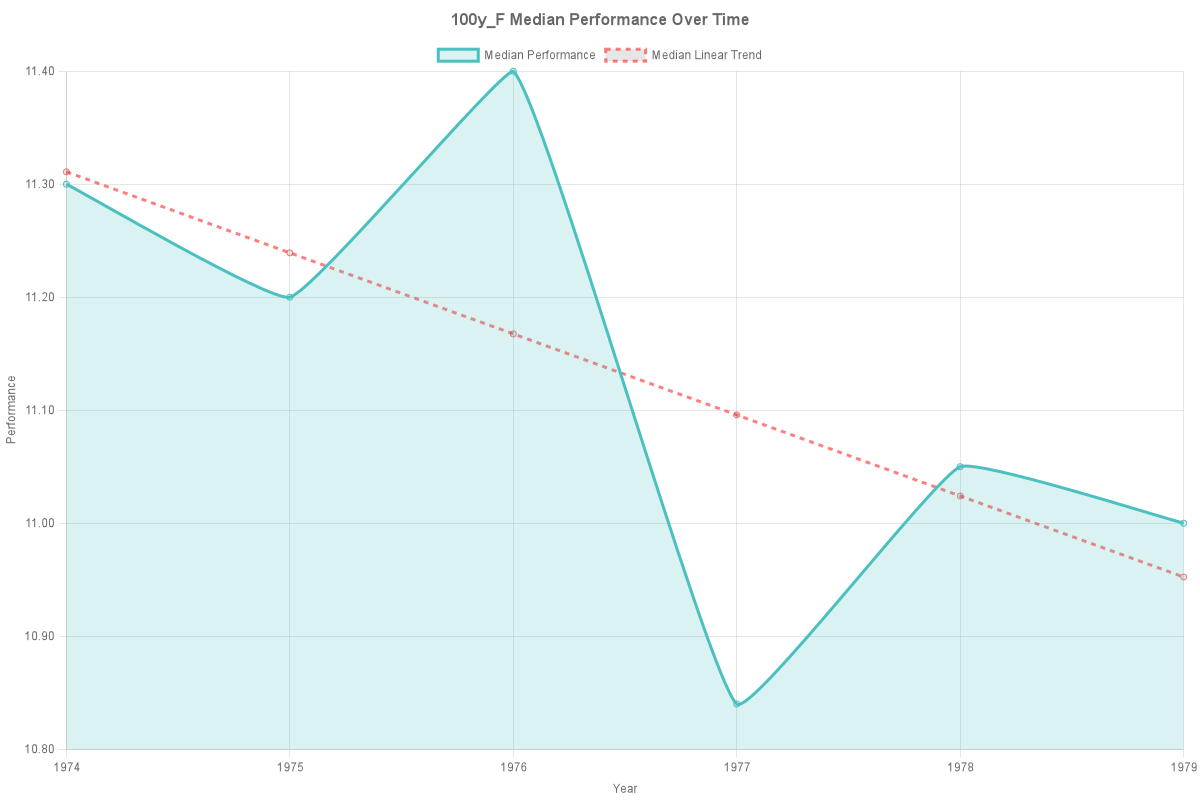 100y_F Median Performance Over Time
Median Performance Median Linear Trend
11.40
11.30
11.20
11.10
11.00
10.90
10.80
Performance
1974 1975 1976 1977 1978 1979
Year